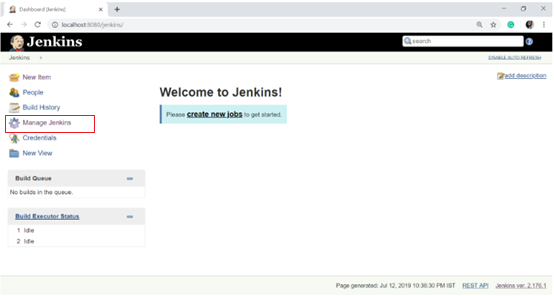 Dashboard [Jenkins]
localhost:8080/jenkins/
Jenkins
search
Jenkins
DISABLE AUTO REFRESH
New Item
People
Build History
Manage Jenkins
Credentials
New View
add description
Welcome to Jenkins!
Please create new jobs to get started.
Build Queue
No builds in the queue.
Build Executor Status
1 Idle
2 Idle
Page generated: Jul 12, 2019 10:36:30 PM IST REST API Jenkins ver. 2.176.1